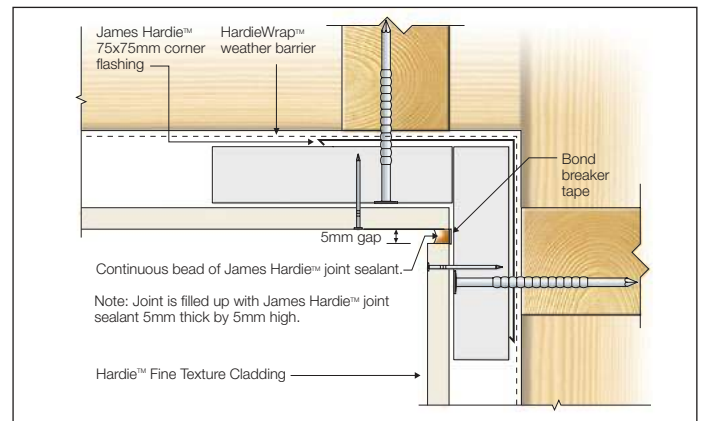 James Hardie™
75x75mm corner
flashing
HardieWrap™
weather barrier
Bond
breaker
tape
5mm gap
Continuous bead of James Hardie™ joint sealant.
Note: Joint is filled up with James Hardie™ joint
sealant 5mm thick by 5mm high.
Hardie™ Fine Texture Cladding